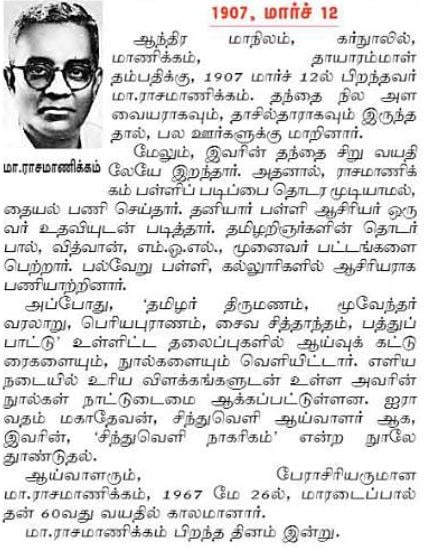 1907, மார்ச் 12
ஆந்திர மாநிலம், கர்நூலில்,
மாணிக்கம், தாயாரம்மாள்
தம்பதிக்கு, 1907 மார்ச் 12ல் பிறந்தவர்
மா.ராசமாணிக்கம். தந்தை நில அள
வையராகவும், தாசில்தாராகவும் இருந்த
தால், பல ஊர்களுக்கு மாறினார்.
மேலும், இவரின் தந்தை சிறு வயதி
லேயே இறந்தார். அதனால், ராசமாணிக்
கம் பள்ளிப் படிப்பை தொடர முடியாமல்,
மா.ராசமாணிக்கம்
தையல் பணி செய்தார். தனியார் பள்ளி ஆசிரியர் ஒரு
வர் உதவியுடன் படித்தார். தமிழறிஞர்களின் தொடர்
பால், வித்வான், எம்.ஓ.எல்., முனைவர் பட்டங்களை
பெற்றார். பல்வேறு பள்ளி, கல்லூரிகளில் ஆசிரியராக
பணியாற்றினார்.
அப்போது, 'தமிழர் திருமணம், மூவேந்தர்
வரலாறு, பெரியபுராணம், சைவ சித்தாந்தம், பத்துப்
பாட்டு' உள்ளிட்ட தலைப்புகளில் ஆய்வுக் கட்டு
ரைகளையும், நூல்களையும் வெளியிட்டார். எளிய
நடையில் உரிய விளக்கங்களுடன் உள்ள அவரின்
நூல்கள் நாட்டுடைமை ஆக்கப்பட்டுள்ளன. ஐரா
வதம் மகாதேவன், சிந்துவெளி ஆய்வாளர் ஆக,
இவரின், 'சிந்துவெளி நாகரிகம்' என்ற நூலே
தூண்டுதல்.
ஆய்வாளரும், பேராசிரியருமான
மா.ராசமாணிக்கம், 1967 மே 26ல், மாரடைப்பால்
தன் 60வது வயதில் காலமானார்.
மா.ராசமாணிக்கம் பிறந்த தினம் இன்று.